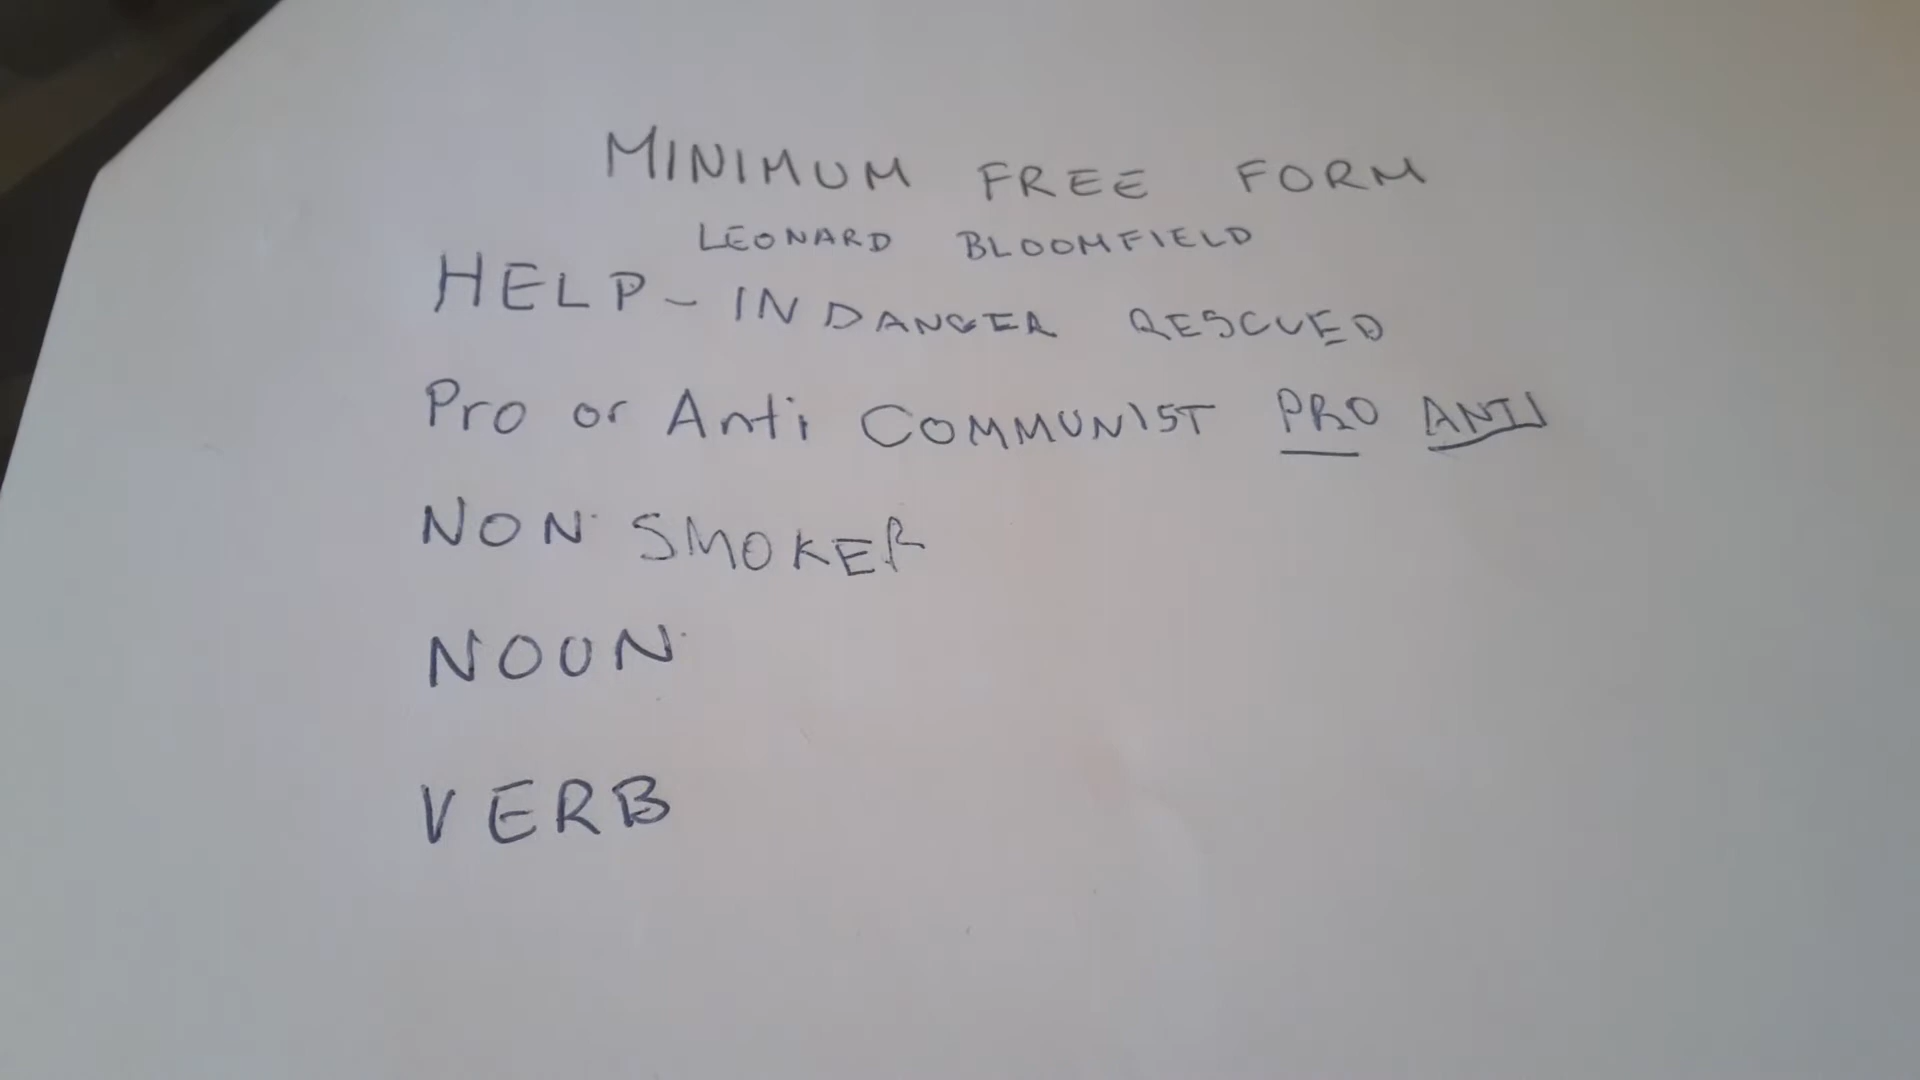 MINIMUM FREE FORM
LEONARD BLOOMFIELD
HELP - IN DANGER RESCUED
Pro or Anti COMMUNIST PRO ANTI
NON SMOKER
NOUN
VERB